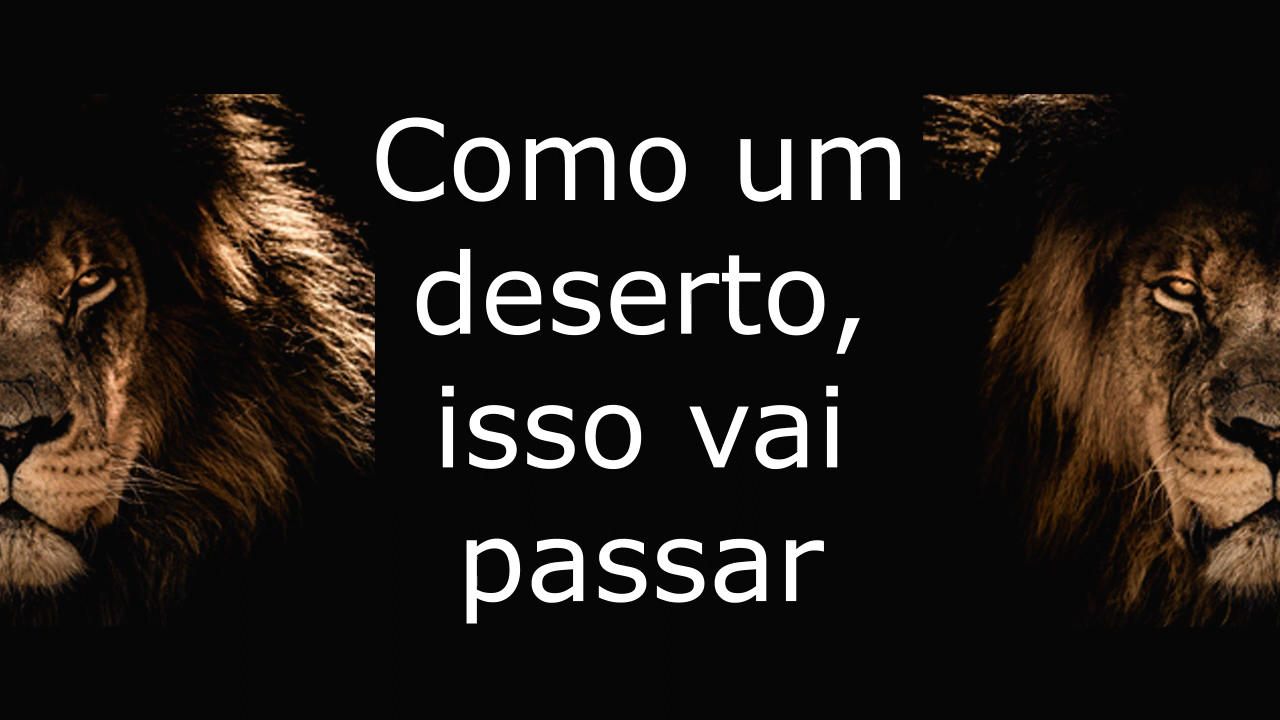 Como um
deserto,
isso vai
passar